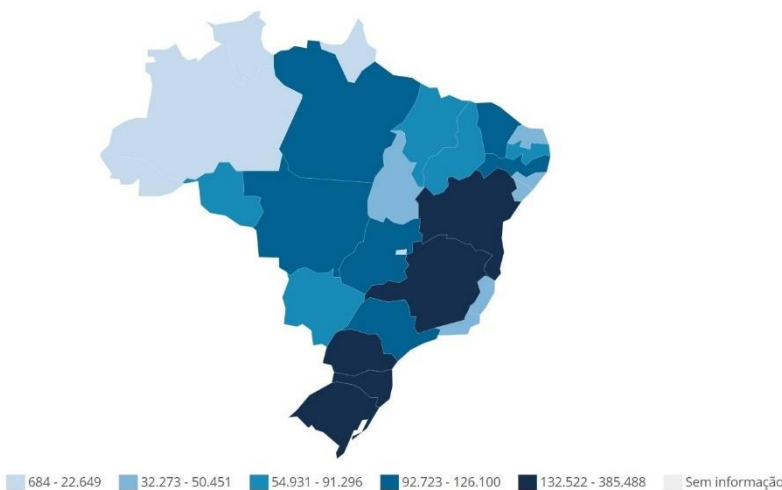 684 - 22.649 32.273 - 50.451 54.931 - 91.296 92.723 - 126.100 132.522 - 385.488 Sem informação